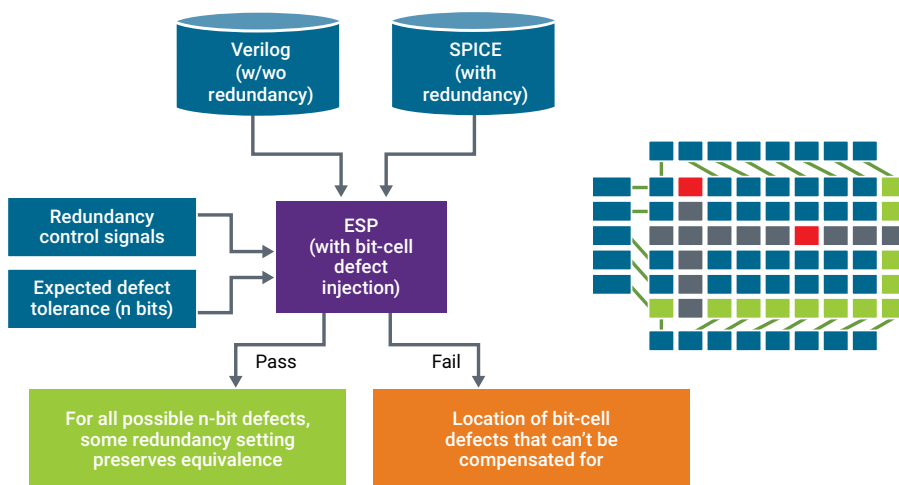 Verilog
(w/wo
redundancy)
SPICE
(with
redundancy)
Redundancy
control signals
Expected defect
tolerance (n bits)
ESP
(with bit-cell
defect
injection)
Pass
Fail
For all possible n-bit defects,
some redundancy setting
preserves equivalence
Location of bit-cell
defects that can’t be
compensated for